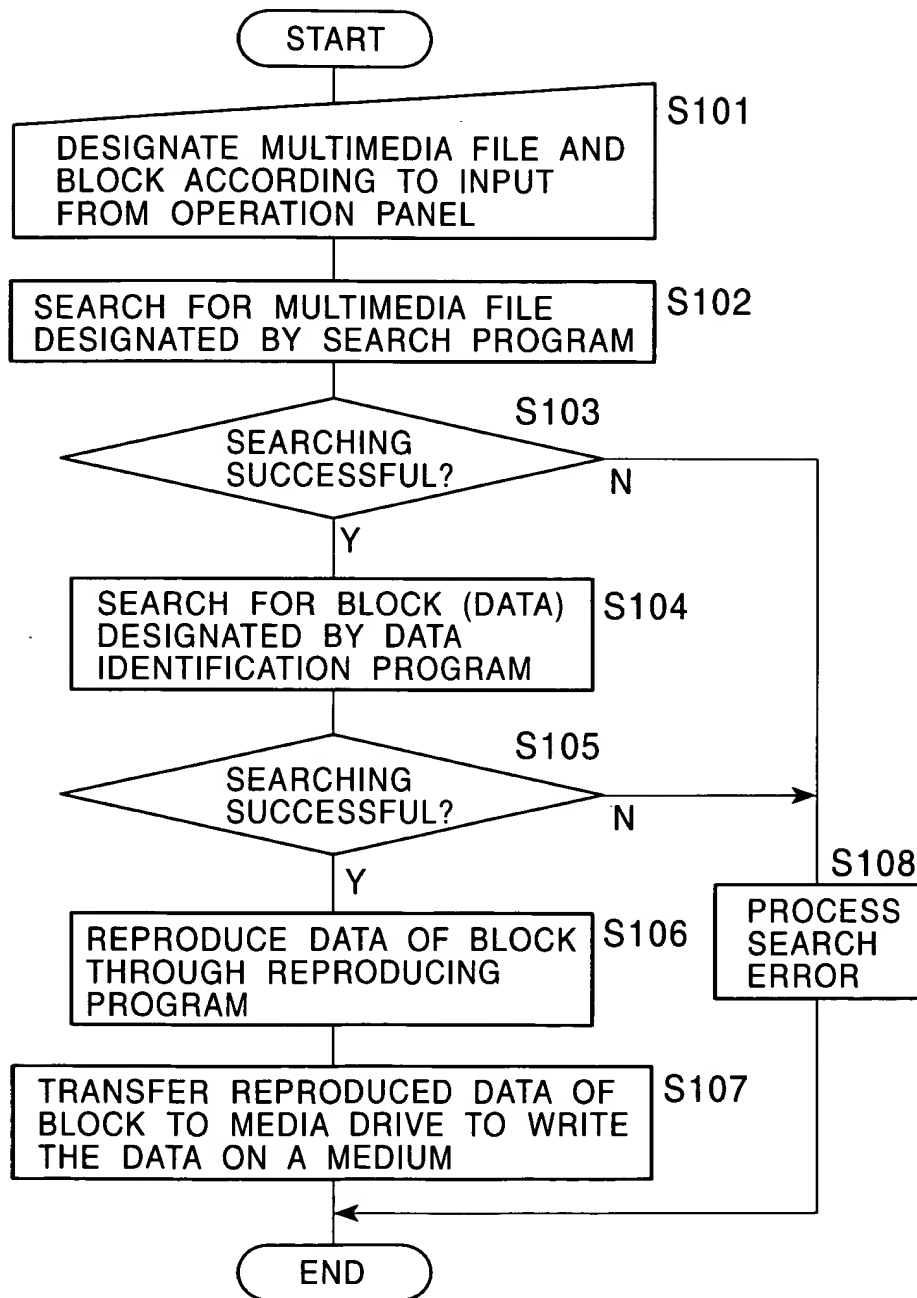 START
S101
DESIGNATE MULTIMEDIA FILE AND
BLOCK ACCORDING TO INPUT
FROM OPERATION PANEL
S102
SEARCH FOR MULTIMEDIA FILE
DESIGNATED BY SEARCH PROGRAM
S103
SEARCHING
SUCCESSFUL?
N
Y
S104
SEARCH FOR BLOCK (DATA)
DESIGNATED BY DATA
IDENTIFICATION PROGRAM
S105
SEARCHING
SUCCESSFUL?
N
Y
S108
PROCESS
SEARCH
ERROR
S106
REPRODUCE DATA OF BLOCK
THROUGH REPRODUCING
PROGRAM
S107
TRANSFER REPRODUCED DATA OF
BLOCK TO MEDIA DRIVE TO WRITE
THE DATA ON A MEDIUM
END